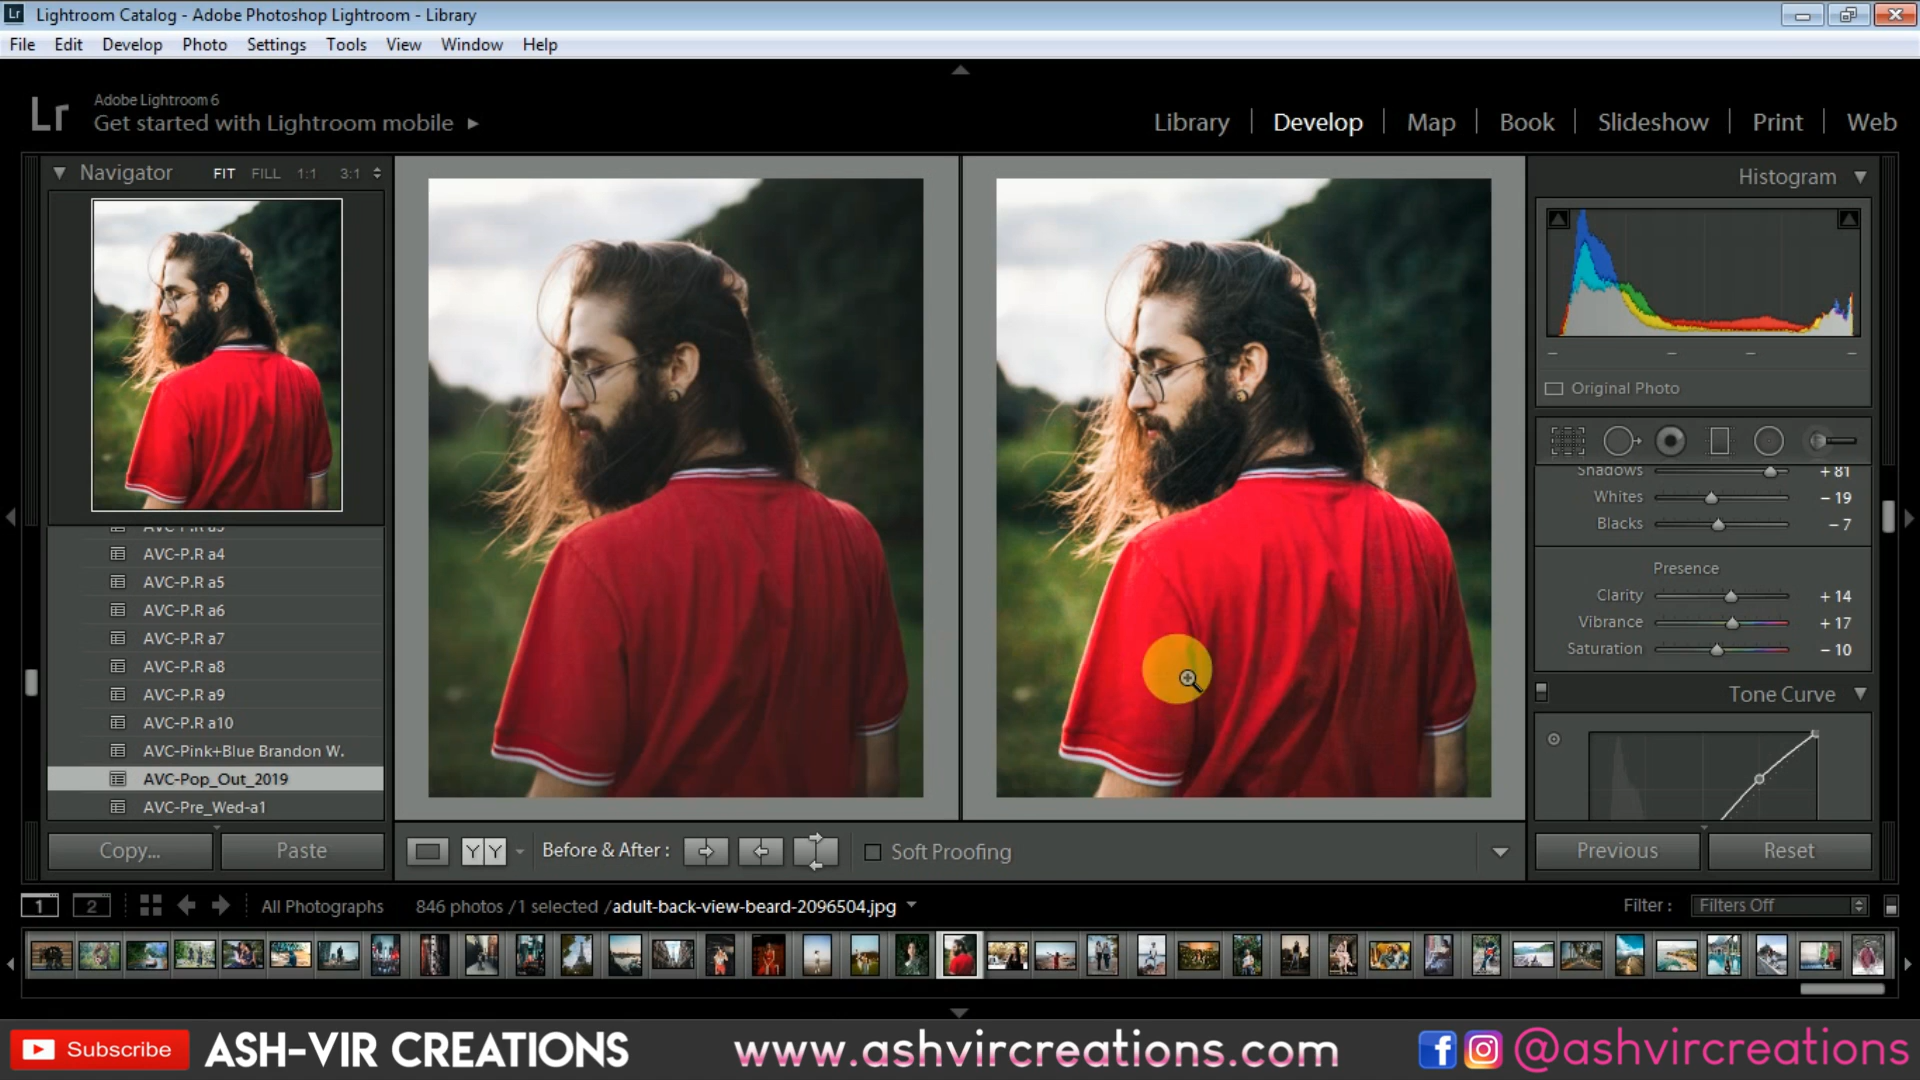 Lr Lightroom Catalog - Adobe Photoshop Lightroom - Library
File Edit Develop Photo Settings Tools View Window Help
Lr
Adobe Lightroom 6
Get started with Lightroom mobile
Library | Develop | Map | Book | Slideshow | Print | Web
Navigator FIT FILL 1:1 3:1
AVC-P.R a4
AVC-P.R a5
AVC-P.R a6
AVC-P.R a7
AVC-P.R a8
AVC-P.R a9
AVC-P.R a10
AVC-Pink+Blue Brandon W.
AVC-Pop_Out_2019
AVC-Pre_Wed-a1
Copy... Paste
Histogram
Original Photo
Shadows + 81
Whites – 19
Blacks – 7
Presence
Clarity + 14
Vibrance + 17
Saturation – 10
Tone Curve
Previous Reset
YY Before & After : Soft Proofing
1 2 All Photographs 846 photos /1 selected /adult-back-view-beard-2096504.jpg Filter : Filters Off
Subscribe ASH-VIR CREATIONS www.ashvircreations.com @ashvircreations